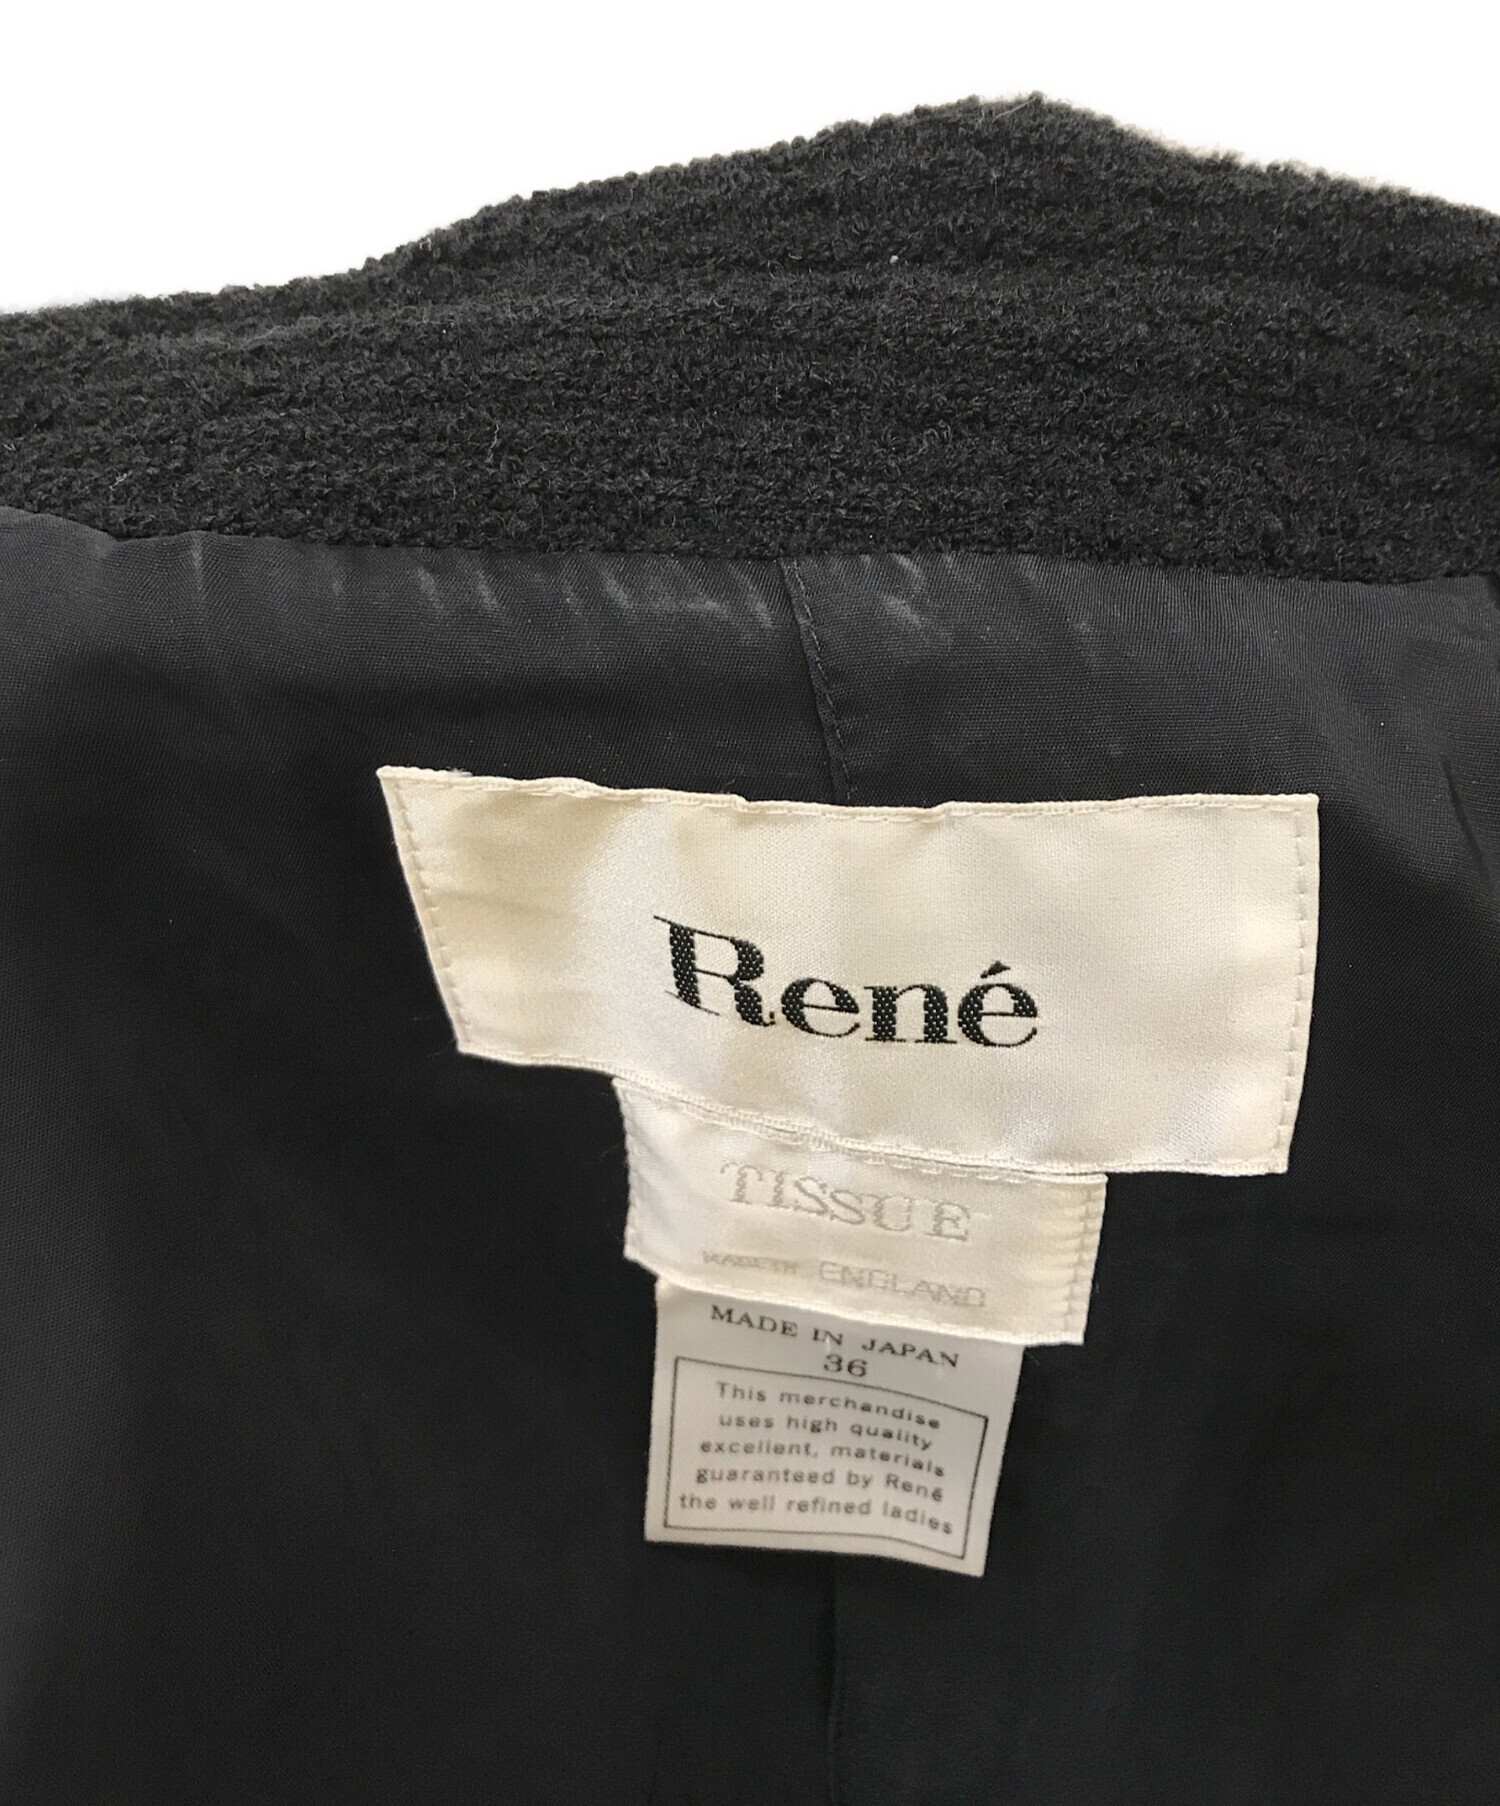 René
TISSUE
MADE IN ENGLAND
MADE IN JAPAN
36
This merchandise
uses high quality
excellent, materials
guaranteed by René
the well refined ladies